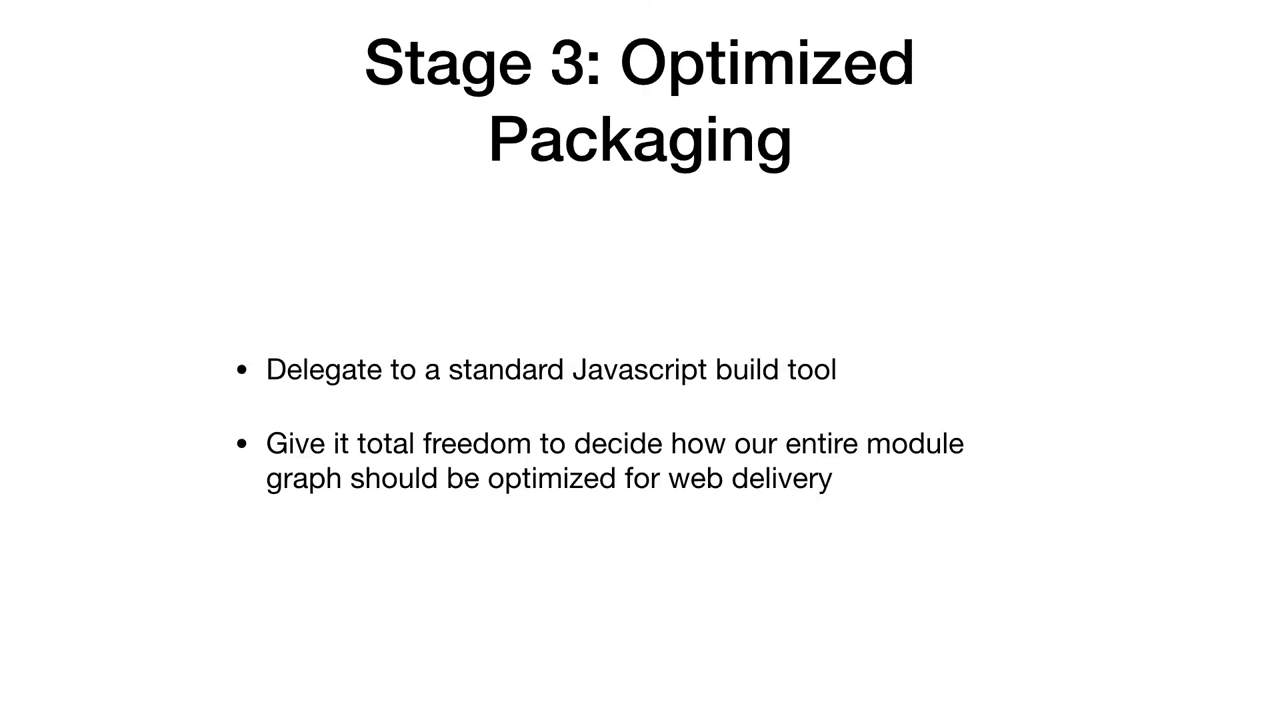 Stage 3: Optimized
Packaging
• Delegate to a standard Javascript build tool
• Give it total freedom to decide how our entire module
graph should be optimized for web delivery